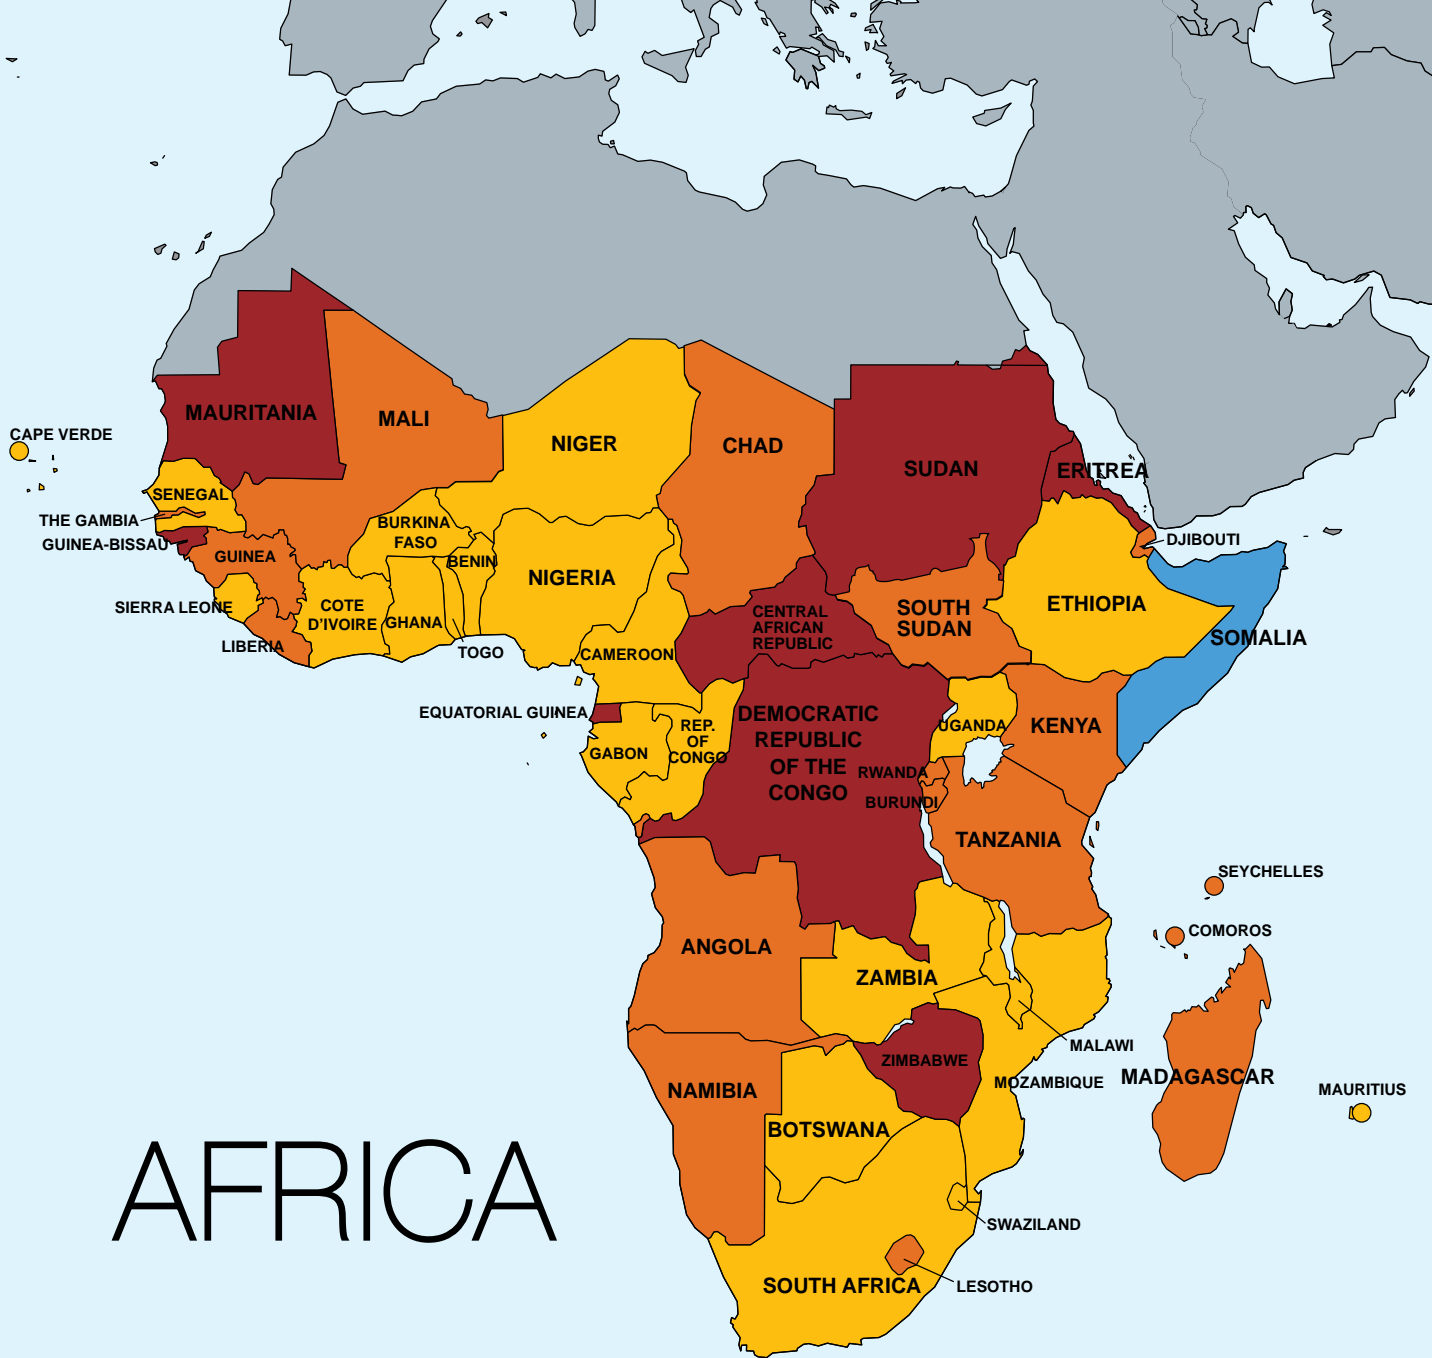 MAURITANIA
MALI
NIGER
CHAD
SUDAN
ERITREA
CAPE VERDE
SENEGAL
THE GAMBIA
GUINEA-BISSAU
GUINEA
BURKINA
FASO
BENIN
NIGERIA
DJIBOUTI
SIERRA LEONE
COTE
D'IVOIRE
GHANA
LIBERIA
TOGO
CAMEROON
CENTRAL
AFRICAN
REPUBLIC
SOUTH
SUDAN
ETHIOPIA
SOMALIA
EQUATORIAL GUINEA
GABON
REP.
OF
CONGO
DEMOCRATIC
REPUBLIC
OF THE
CONGO
UGANDA
KENYA
RWANDA
BURUNDI
TANZANIA
SEYCHELLES
COMOROS
ANGOLA
ZAMBIA
MALAWI
ZIMBABWE
MOZAMBIQUE
MADAGASCAR
MAURITIUS
NAMIBIA
BOTSWANA
SWAZILAND
SOUTH AFRICA
LESOTHO
AFRICA